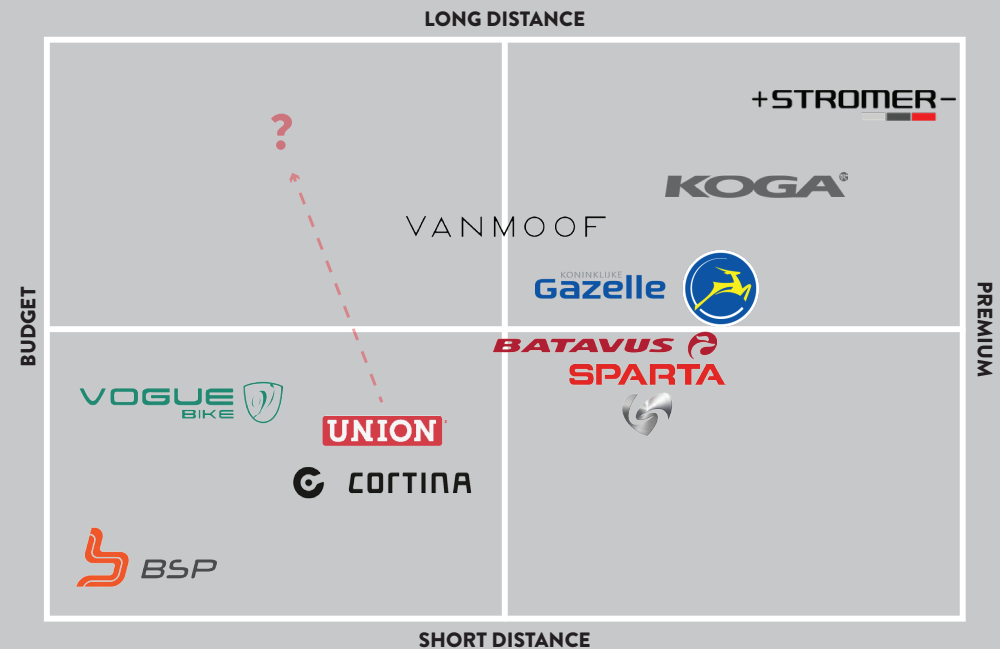 LONG DISTANCE
+STROMER–
?
KOGA
VANMOOF
KONINKLIJKE
Gazelle
BUDGET
PREMIUM
BATAVUS
SPARTA
VOGUE
BIKE
UNION
CORTINA
BSP
SHORT DISTANCE